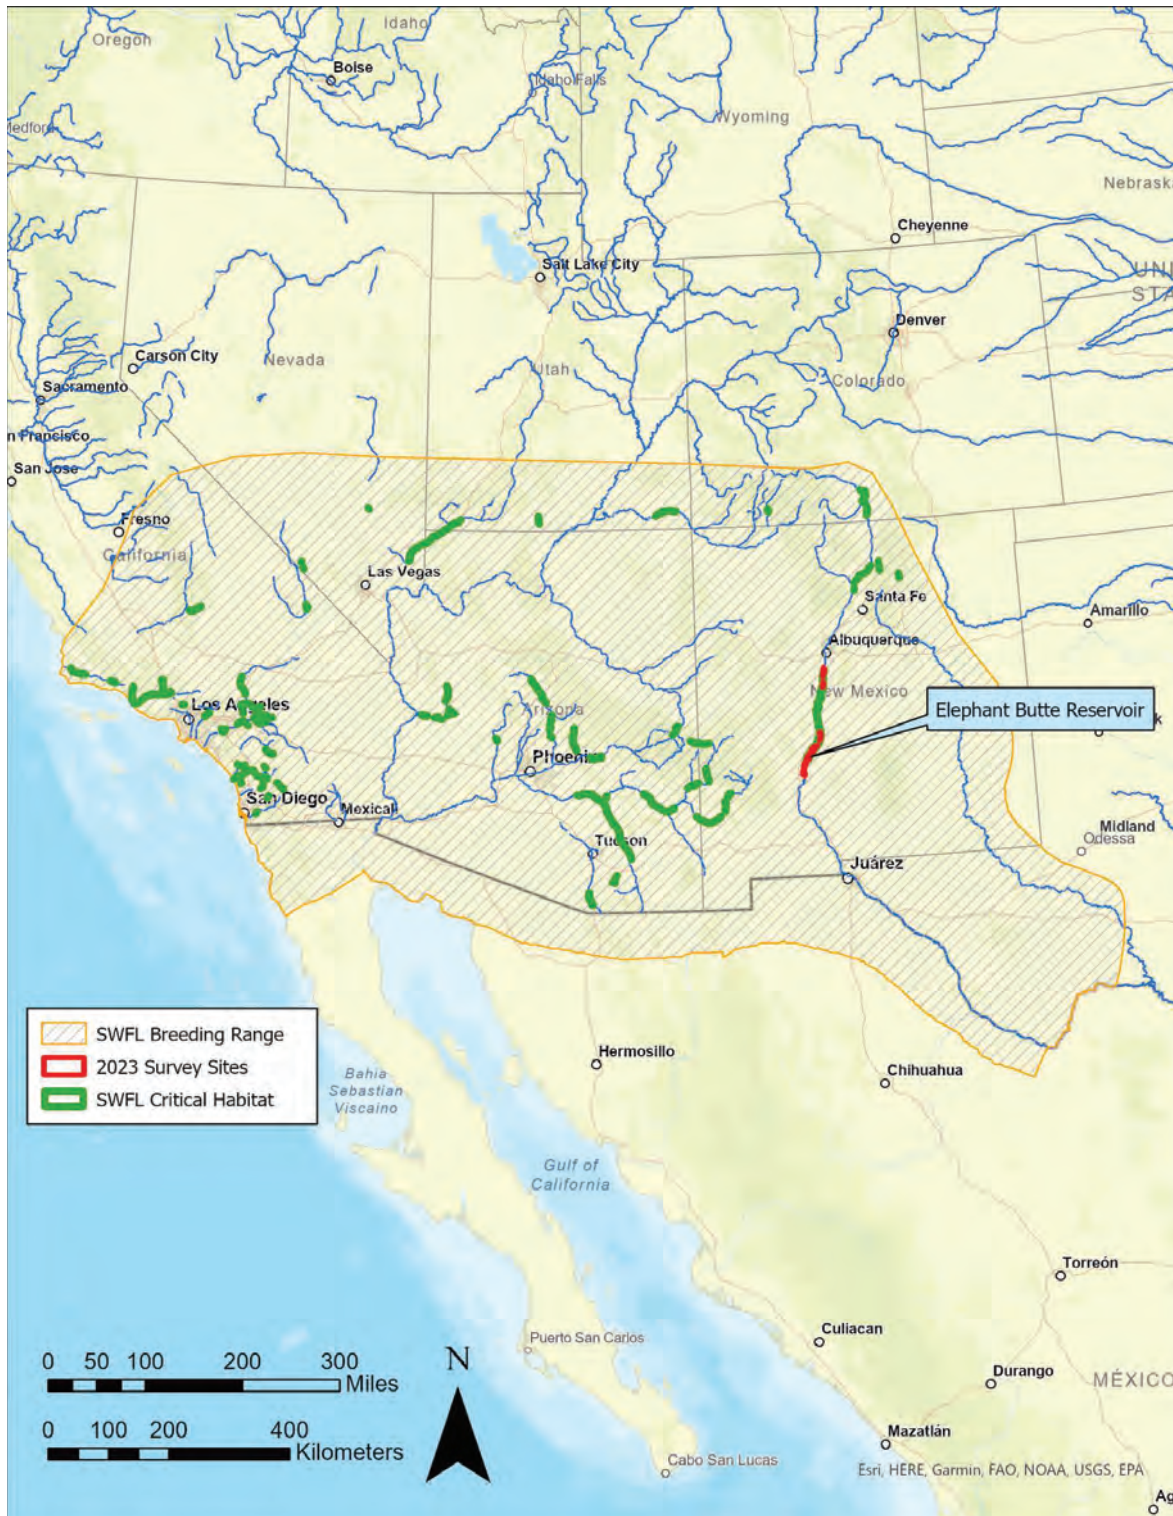 Idaho
Oregon
Boise
Idaho Falls
Medford
Wyoming
Nebrask
Cheyenne
Salt Lake City
UNI
STA
Denver
Carson City
Nevada
Utah
Colorado
Sacramento
n Francisco
San Jose
Fresno
California
Las Vegas
Santa Fe
Amarillo
Albuquerque
New Mexico
Los Angeles
Arizona
Elephant Butte Reservoir
k
Phoenix
San Diego
Mexicali
Tucson
Midland
Odessa
Juárez
SWFL Breeding Range
2023 Survey Sites
SWFL Critical Habitat
Hermosillo
Chihuahua
Bahia
Sebastian
Viscaino
Gulf of
California
Torreón
Culiacan
Puerto San Carlos
Durango
MÉXICO
0 50 100 200 300
Miles
N
0 100 200 400
Kilometers
Mazatlán
Cabo San Lucas
Esri, HERE, Garmin, FAO, NOAA, USGS, EPA
Ag